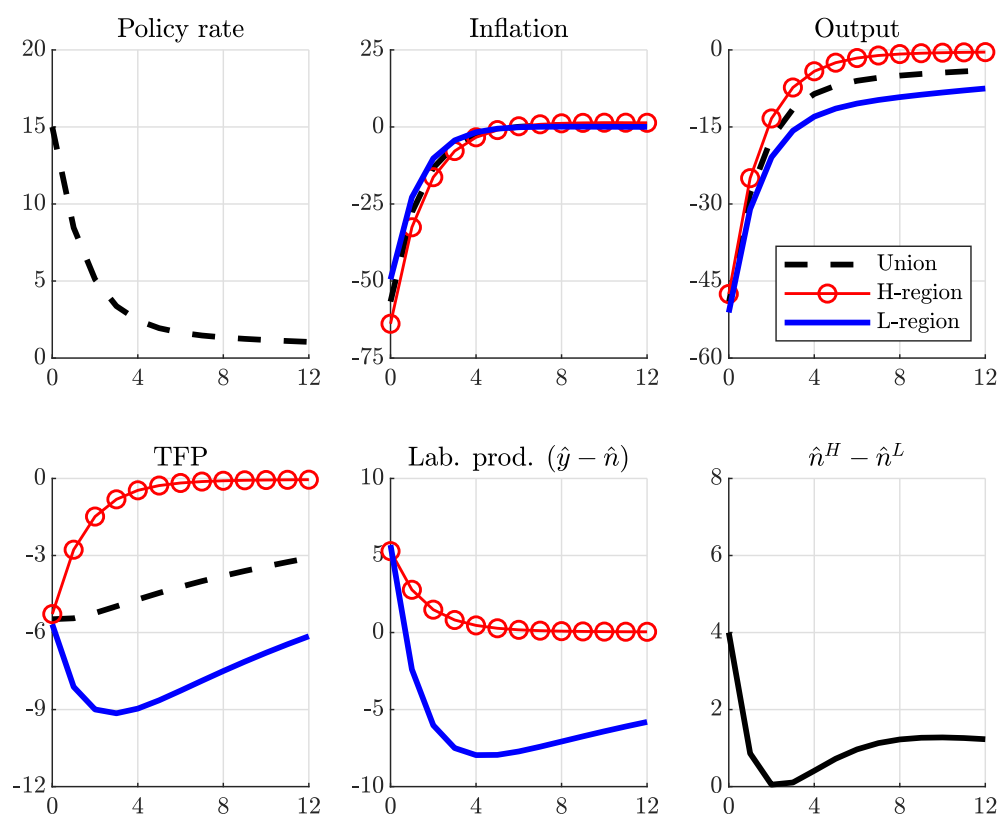 Policy rate
20
15
10
5
0
0 4 8 12
Inflation
25
0
-25
-50
-75
0 4 8 12
Output
0
-15
-30
-45
-60
0 4 8 12
Union
H-region
L-region
TFP
0
-3
-6
-9
-12
0 4 8 12
Lab. prod. (ŷ − n̂)
10
5
0
-5
-10
0 4 8 12
n̂ᴴ − n̂ᴸ
8
6
4
2
0
0 4 8 12